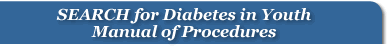 SEARCH for Diabetes in Youth
Manual of Procedures